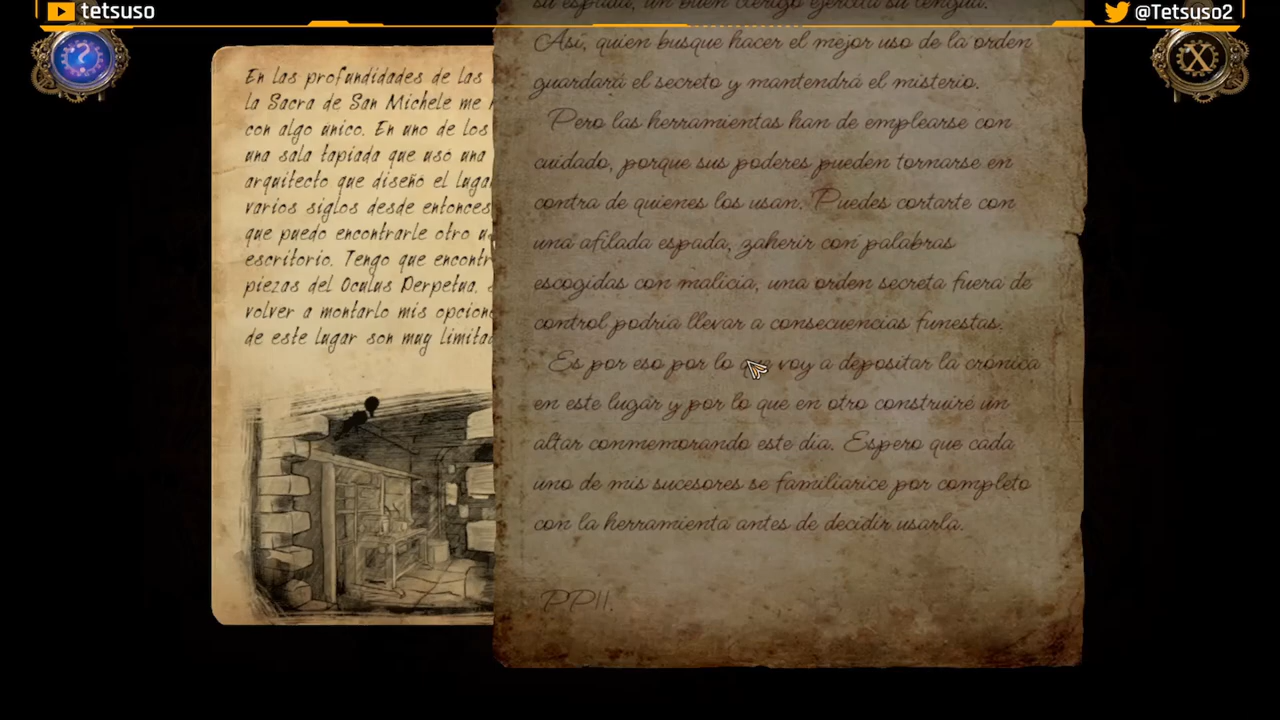 tetsuso
@Tetsuso2
En las profundidades de las
la Sacra de San Michele me
con algo único. En uno de los
una sala tapiada que usó una
arquitecto que diseñó el lugar
varios siglos desde entonces
que puedo encontrarle otro
escritorio. Tengo que encontr
piezas del Oculus Perpetua.
volver a montarlo mis opcione
de este lugar son muy limitad
su espada, un buen clérigo ejercita su lengua.
Así, quien busque hacer el mejor uso de la orden
guardará el secreto y mantendrá el misterio.
Pero las herramientas han de emplearse con
cuidado, porque sus poderes pueden tornarse en
contra de quienes los usan. Puedes cortarte con
una afilada espada, zaherir con palabras
escogidas con malicia, una orden secreta fuera de
control podría llevar a consecuencias funestas.
Es por eso por lo que voy a depositar la crónica
en este lugar y por lo que en otro construiré un
altar conmemorando este día. Espero que cada
uno de mis sucesores se familiarice por completo
con la herramienta antes de decidir usarla.
PP11.